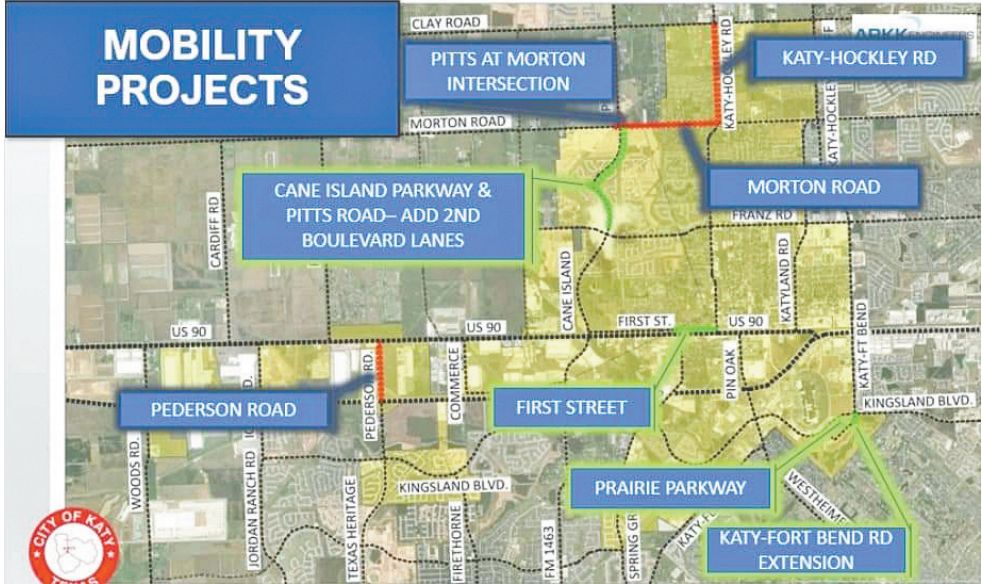 MOBILITY
PROJECTS
CLAY ROAD
PITTS AT MORTON
INTERSECTION
KATY-HOCKLEY RD
ARKK ENGINEERS
KATY-HOCKLEY RD
MORTON ROAD
KATY-HOCKLEY
CANE ISLAND PARKWAY &
PITTS ROAD– ADD 2ND
BOULEVARD LANES
MORTON ROAD
FRANZ RD
CARDIFF RD
CANE ISLAND
KATYLAND RD
US 90
US 90
FIRST ST.
US 90
KATY-FT BEND
PEDERSON RD.
COMMERCE
PIN OAK
PEDERSON ROAD
FIRST STREET
KINGSLAND BLVD.
WOODS RD.
JORDAN RANCH RD
TEXAS HERITAGE
KINGSLAND BLVD.
FIRETHORNE
FM 1463
SPRING GR
PRAIRIE PARKWAY
KATY-FORT BEND RD
EXTENSION
CITY OF KATY
TEXAS